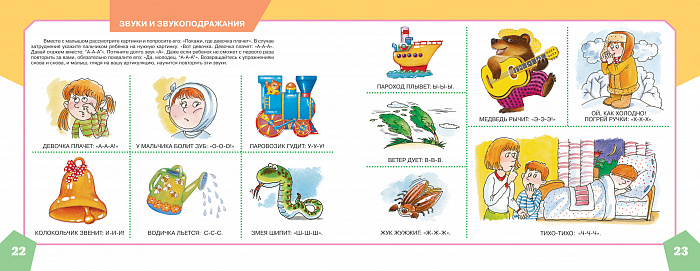 ЗВУКИ И ЗВУКОПОДРАЖАНИЯ
Вместе с малышом рассмотрите картинки и попросите его: «Покажи, где девочка плачет». В случае
затруднения укажите пальчиком ребенка на нужную картинку: «Вот девочка. Девочка плачет: «А-А-А».
Давай скажем вместе: "А-А-А"». Потяните долго звук «А». Даже если ребенок не сможет с первого раза
повторить за вами, обязательно похвалите его: «Да, молодец, "А-А-А"». Возвращайтесь к упражнениям
снова и снова, и малыш, глядя на вашу артикуляцию, научится повторять эти звуки.
ДЕВОЧКА ПЛАЧЕТ: «А-А-А!»
У МАЛЬЧИКА БОЛИТ ЗУБ: «О-О-О!»
ПАРОВОЗИК ГУДИТ: У-У-У!
КОЛОКОЛЬЧИК ЗВЕНИТ: И-И-И!
ВОДИЧКА ЛЬЕТСЯ: С-С-С.
ЗМЕЯ ШИПИТ: «Ш-Ш-Ш».
22
ПАРОХОД ПЛЫВЕТ: Ы-Ы-Ы.
МЕДВЕДЬ РЫЧИТ: «Э-Э-Э!»
ОЙ, КАК ХОЛОДНО!
ПОГРЕЙ РУЧКИ: «Х-Х-Х».
ВЕТЕР ДУЕТ: В-В-В.
ЖУК ЖУЖЖИТ: «Ж-Ж-Ж».
ТИХО-ТИХО: «Ч-Ч-Ч».
23